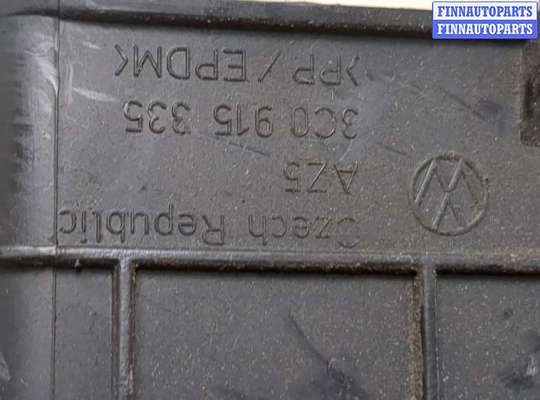 FINNAUTOPARTS
FINNAUTOPARTS
Czech Republic
AZ5
3C0 915 335
>PP/EPDM<